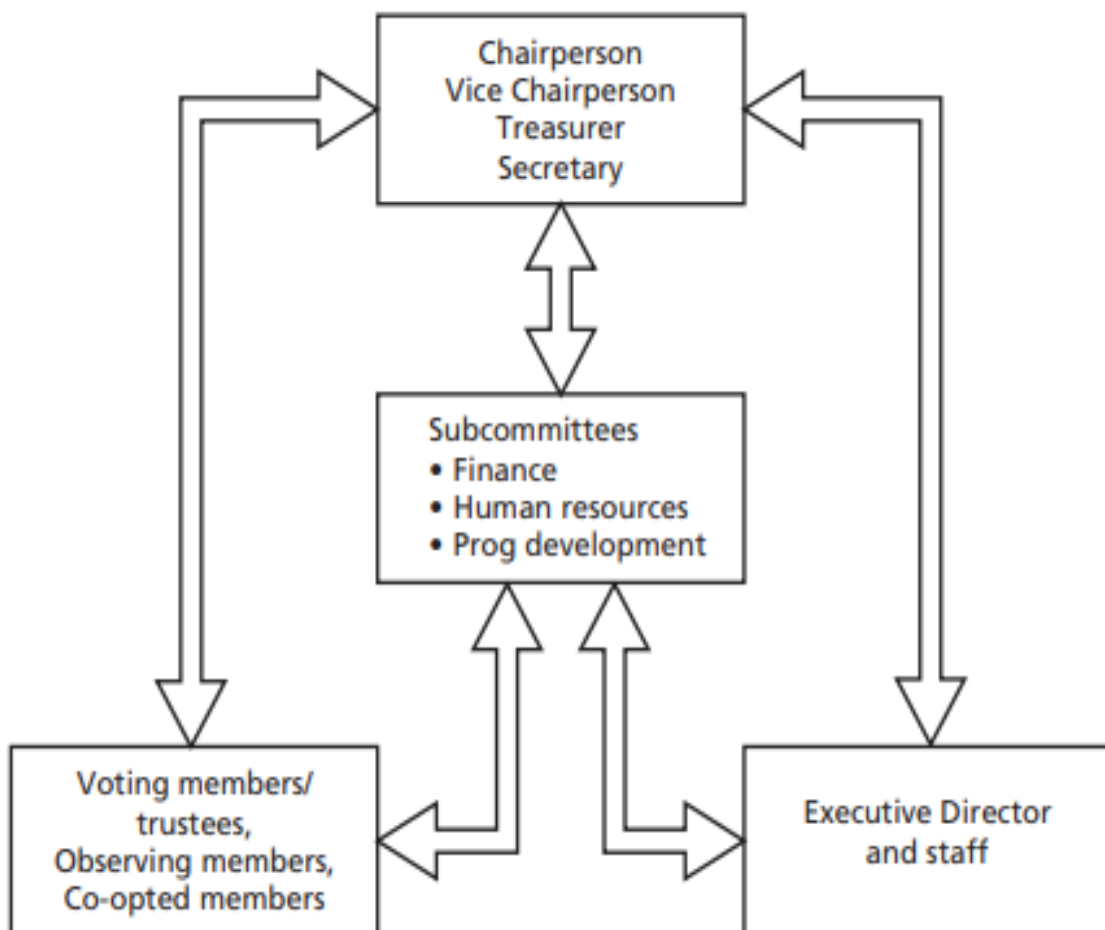 Chairperson
Vice Chairperson
Treasurer
Secretary
Subcommittees
• Finance
• Human resources
• Prog development
Voting members/
trustees,
Observing members,
Co-opted members
Executive Director
and staff